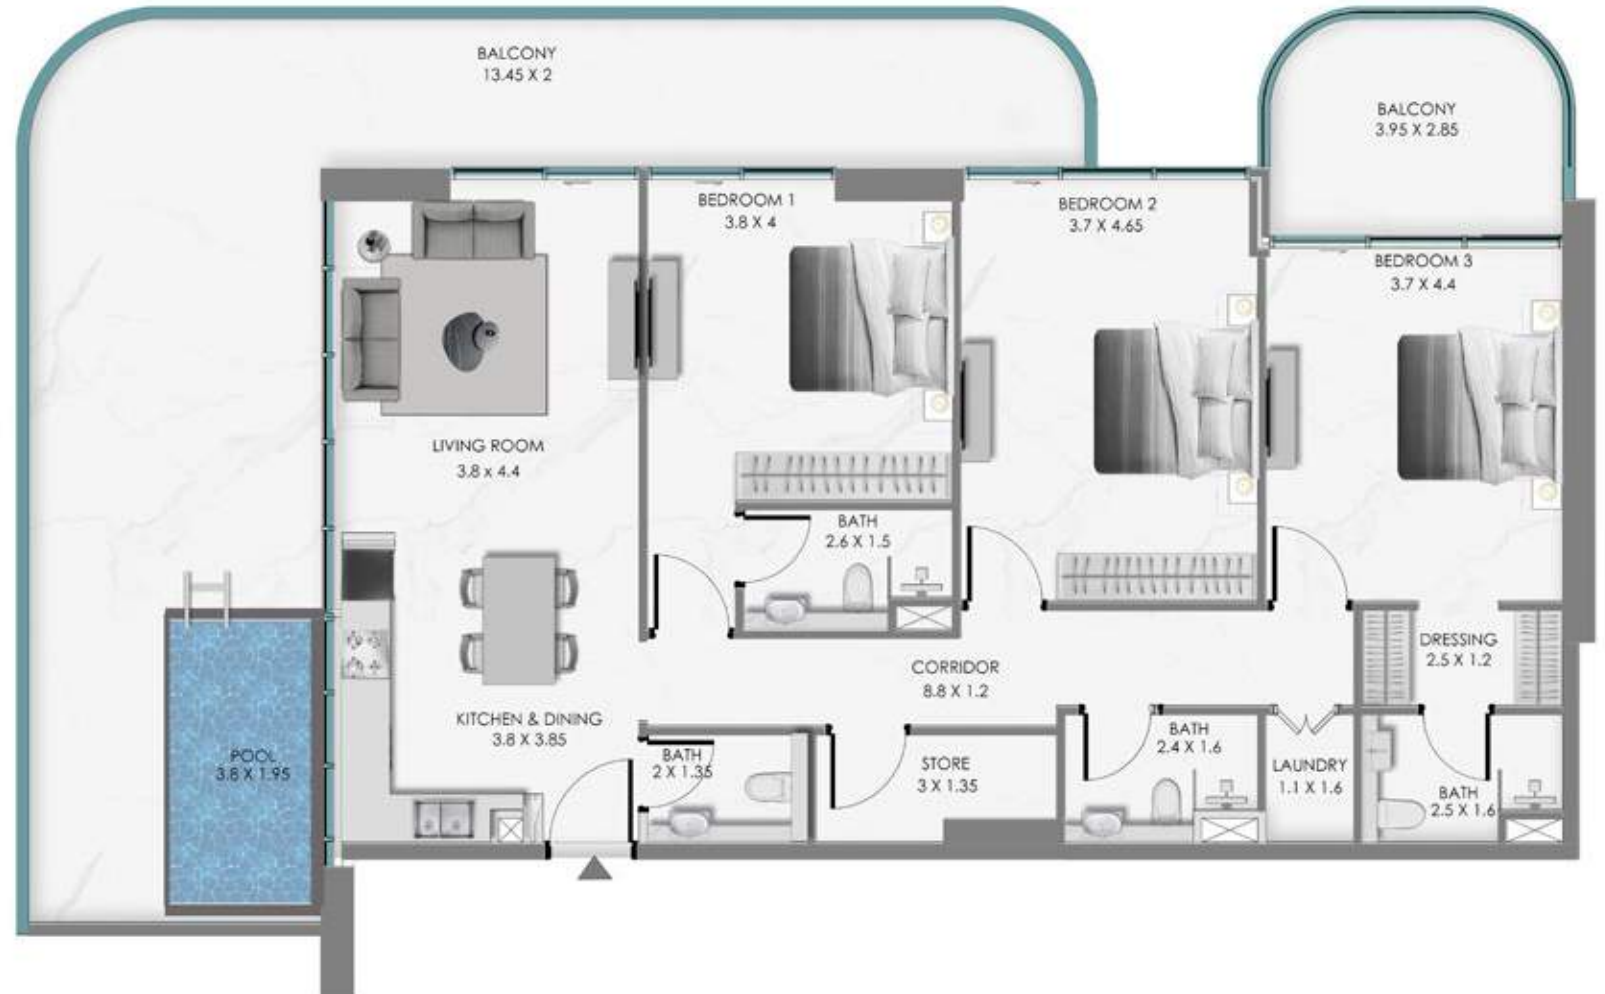 BALCONY
13.45 X 2
BALCONY
3.95 X 2.85
BEDROOM 1
3.8 X 4
BEDROOM 2
3.7 X 4.65
BEDROOM 3
3.7 X 4.4
LIVING ROOM
3.8 x 4.4
BATH
2.6 X 1.5
DRESSING
2.5 X 1.2
CORRIDOR
8.8 X 1.2
KITCHEN & DINING
3.8 X 3.85
POOL
3.8 X 1.95
BATH
2 X 1.35
STORE
3 X 1.35
BATH
2.4 X 1.6
LAUNDRY
1.1 X 1.6
BATH
2.5 X 1.6